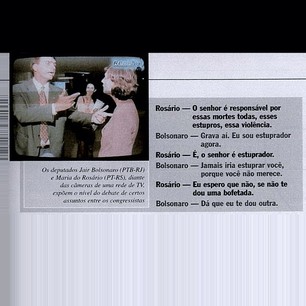 Os deputados Jair Bolsonaro (PTB-RJ)
e Maria do Rosário (PT-RS), diante
das câmeras de uma rede de TV,
expõem o nível do debate de certos
assuntos entre os congressistas
Rosário — O senhor é responsável por
essas mortes todas, esses
estupros, essa violência.
Bolsonaro — Grava aí. Eu sou estuprador
agora.
Rosário — É, o senhor é estuprador.
Bolsonaro — Jamais iria estuprar você,
porque você não merece.
Rosário — Eu espero que não, se não te
dou uma bofetada.
Bolsonaro — Dá que eu te dou outra.